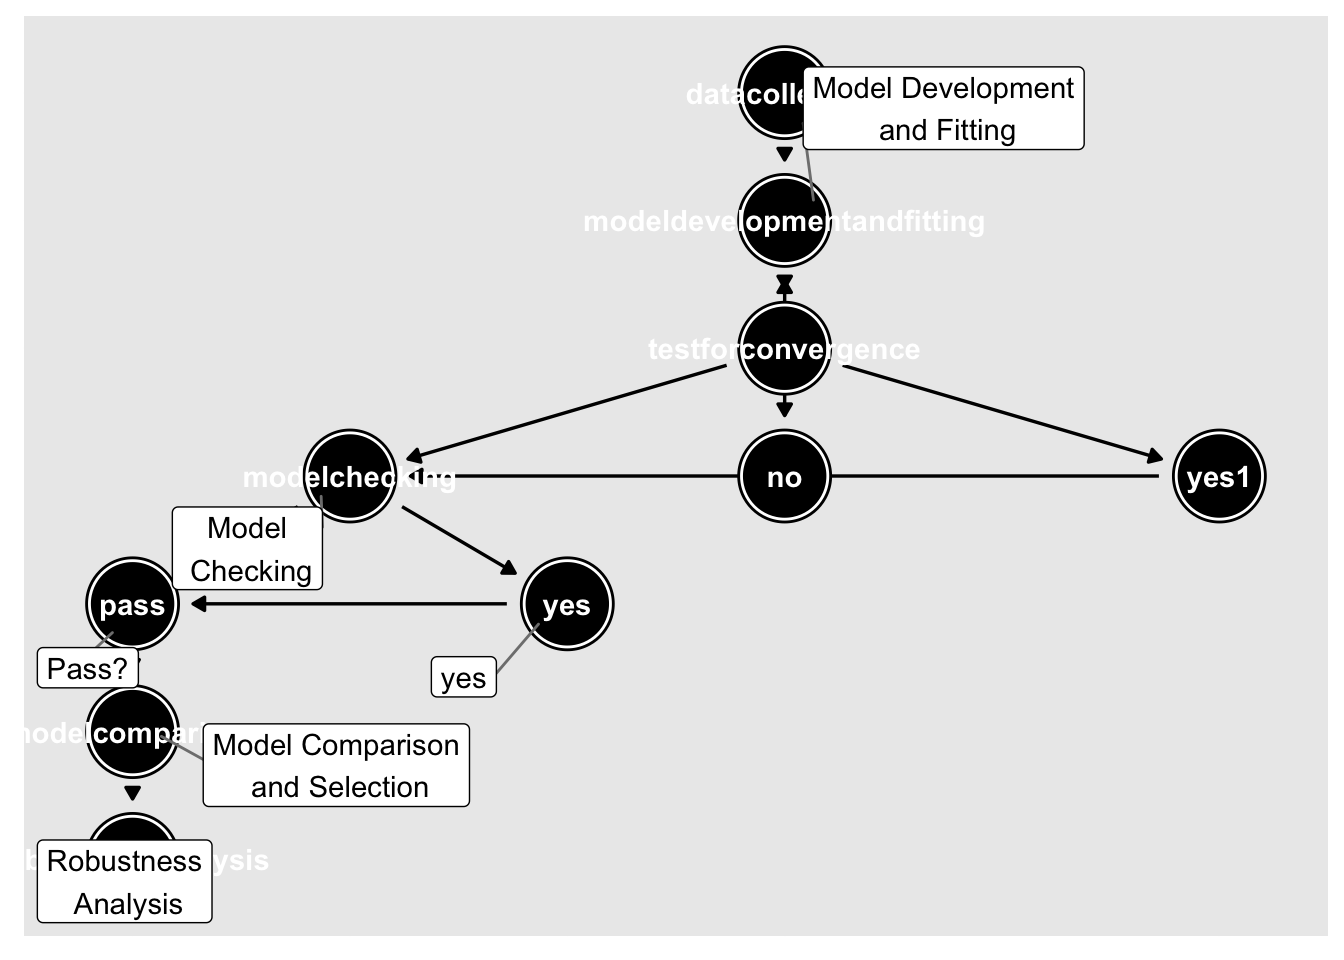 datacolle
Model Development
and Fitting
modeldevelopmentandfitting
testforconvergence
modelchecking
no
yes1
Model
Checking
pass
yes
Pass?
yes
modelcompari
Model Comparison
and Selection
ysis
Robustness
Analysis